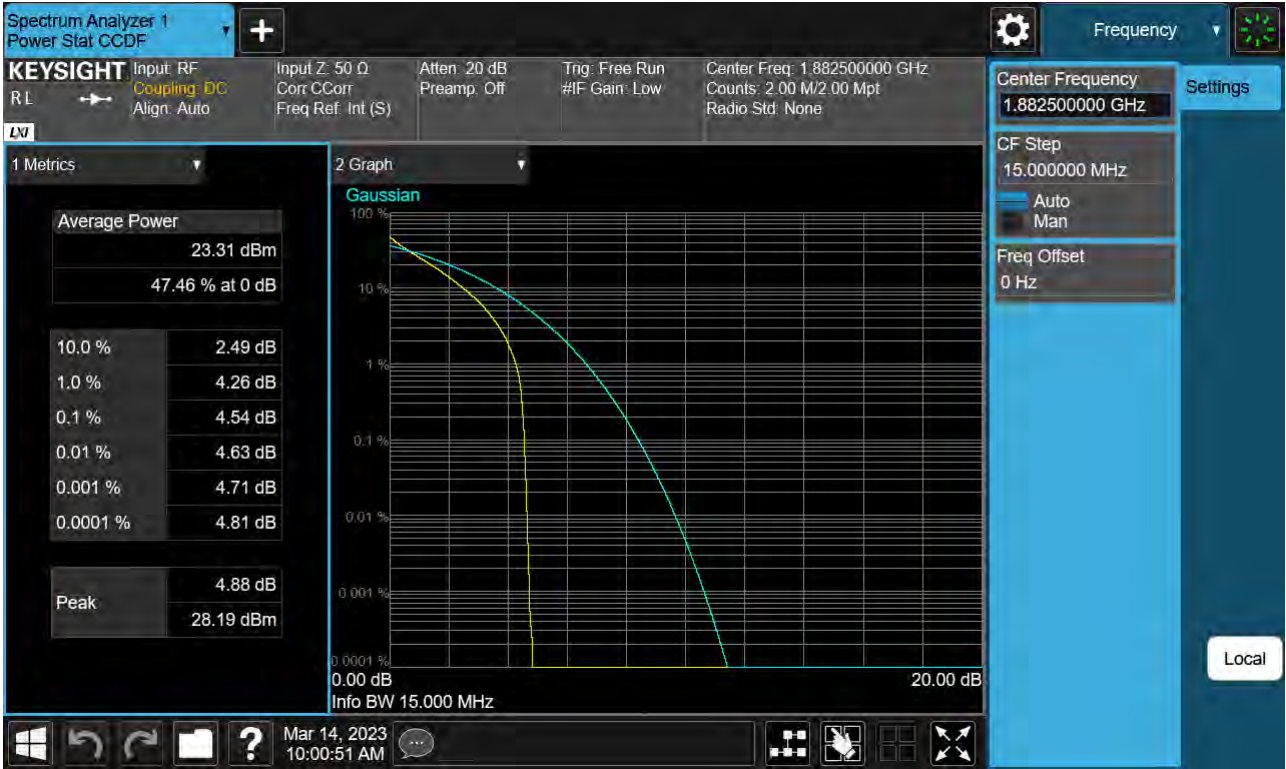 Spectrum Analyzer 1
Power Stat CCDF
Frequency
KEYSIGHT
Input: RF
Coupling: DC
Align: Auto
Input Z: 50 Ω
Corr CCorr
Freq Ref: Int (S)
Atten: 20 dB
Preamp: Off
Trig: Free Run
#IF Gain: Low
Center Freq: 1.882500000 GHz
Counts: 2.00 M/2.00 Mpt
Radio Std: None
R L
LXI
Center Frequency
1.882500000 GHz
Settings
CF Step
15.000000 MHz
Auto
Man
Freq Offset
0 Hz
1 Metrics
Average Power
23.31 dBm
47.46 % at 0 dB
10.0 % 2.49 dB
1.0 % 4.26 dB
0.1 % 4.54 dB
0.01 % 4.63 dB
0.001 % 4.71 dB
0.0001 % 4.81 dB
Peak
4.88 dB
28.19 dBm
2 Graph
Gaussian
100 %
10 %
1 %
0.1 %
0.01 %
0.001 %
0.0001 %
0.00 dB 20.00 dB
Info BW 15.000 MHz
Local
?
Mar 14, 2023
10:00:51 AM